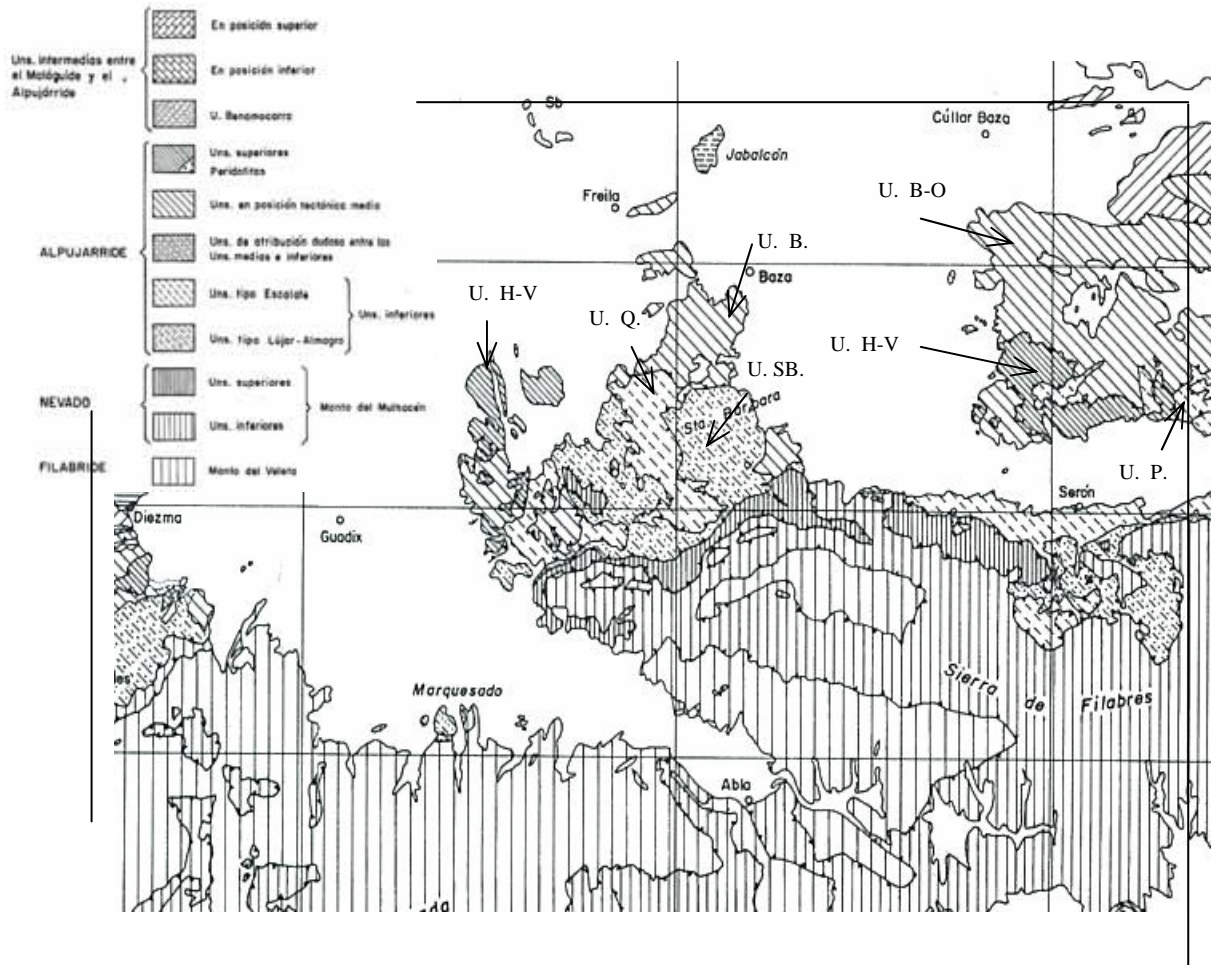 En posición superior
Uns. intermedias entre
el Maláguide y el
Alpujárride
En posición inferior
U. Benamocarra
Uns. superiores
Peridotitas
Uns. en posición tectónica media
ALPUJARRIDE
Uns. de atribución dudosa entre las
Uns. medias e inferiores
Uns. tipo Escalate
Uns. inferiores
Uns. tipo Lújar-Almagro
Uns. superiores
NEVADO
Manto del Mulhacén
Uns. inferiores
FILABRIDE
Manto del Veleta
Sb
Cúllar Baza
Jabalcón
Freila
U. B-O
U. B.
Baza
U. H-V
U. Q.
U. H-V
U. SB.
Sta. Bárbara
U. P.
Serón
Diezma
Guadix
les
Marquesado
Sierra
de Filabres
Abla
da